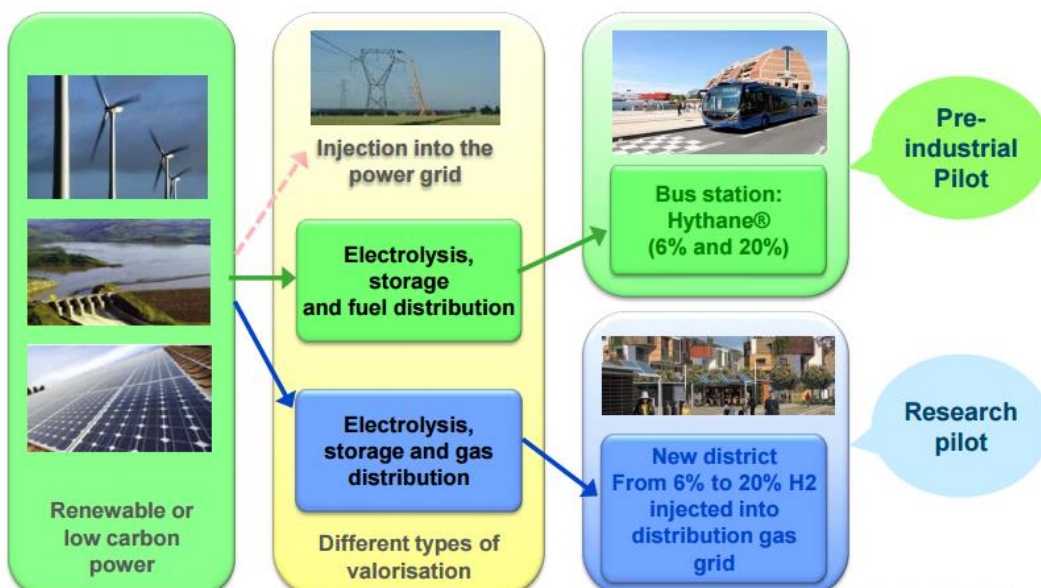 Renewable or
low carbon
power
Injection into the
power grid
Electrolysis,
storage
and fuel distribution
Electrolysis,
storage and gas
distribution
Different types of
valorisation
Bus station:
Hythane®
(6% and 20%)
New district
From 6% to 20% H2
injected into
distribution gas
grid
Pre-
industrial
Pilot
Research
pilot